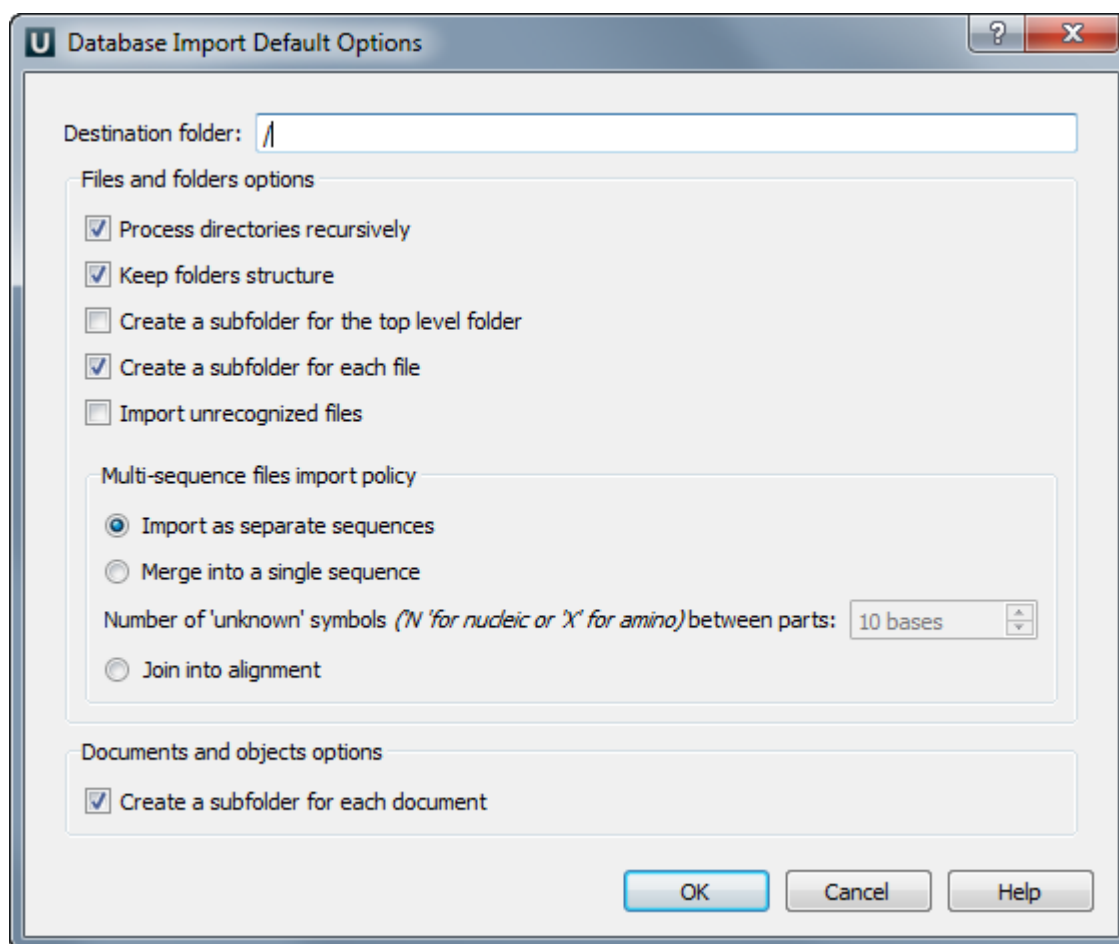 U Database Import Default Options
Destination folder: /
Files and folders options
Process directories recursively
Keep folders structure
Create a subfolder for the top level folder
Create a subfolder for each file
Import unrecognized files
Multi-sequence files import policy
Import as separate sequences
Merge into a single sequence
Number of 'unknown' symbols ('N 'for nucleic or 'X' for amino) between parts: 10 bases
Join into alignment
Documents and objects options
Create a subfolder for each document
OK Cancel Help